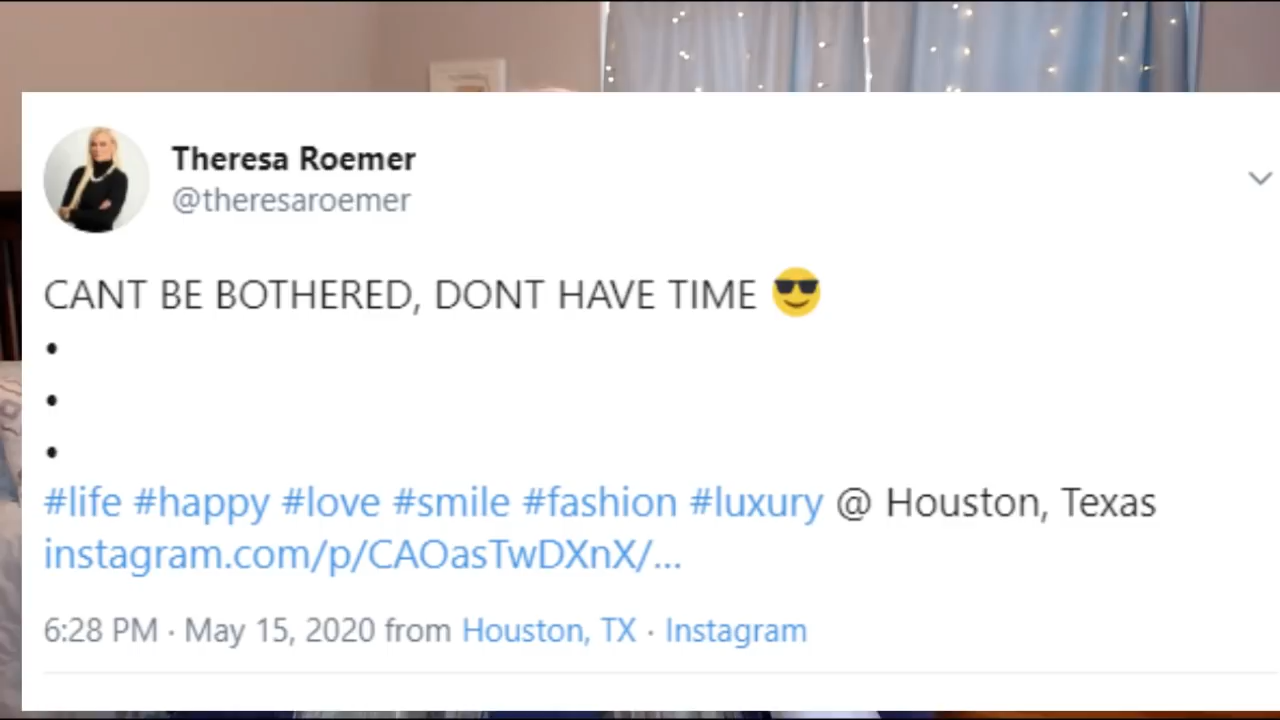 Theresa Roemer
@theresaroemer
CANT BE BOTHERED, DONT HAVE TIME 😎
•
•
•
#life #happy #love #smile #fashion #luxury @ Houston, Texas
instagram.com/p/CAOasTwDXnX/...
6:28 PM · May 15, 2020 from Houston, TX · Instagram